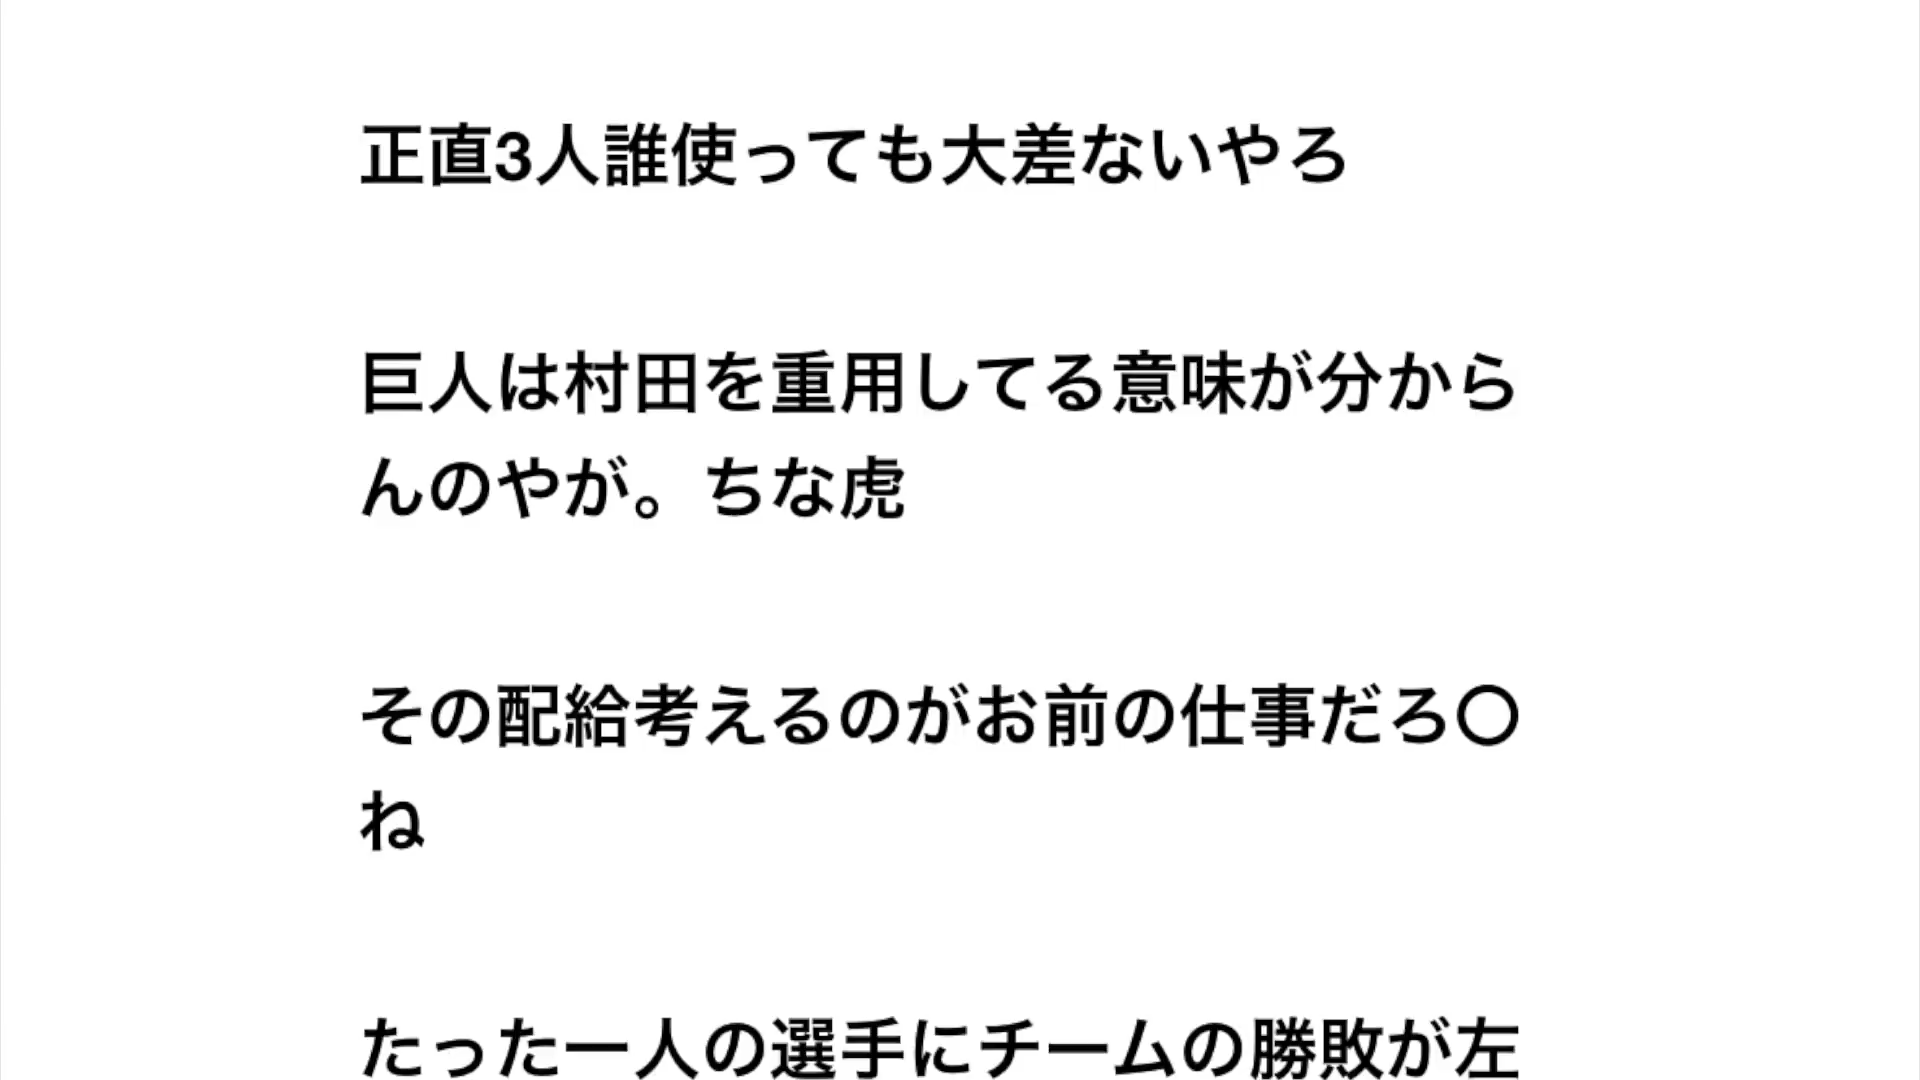 正直3人誰使っても大差ないやろ
巨人は村田を重用してる意味が分から
んのやが。ちな虎
その配給考えるのがお前の仕事だろ〇
ね
たった一人の選手にチームの勝敗が左